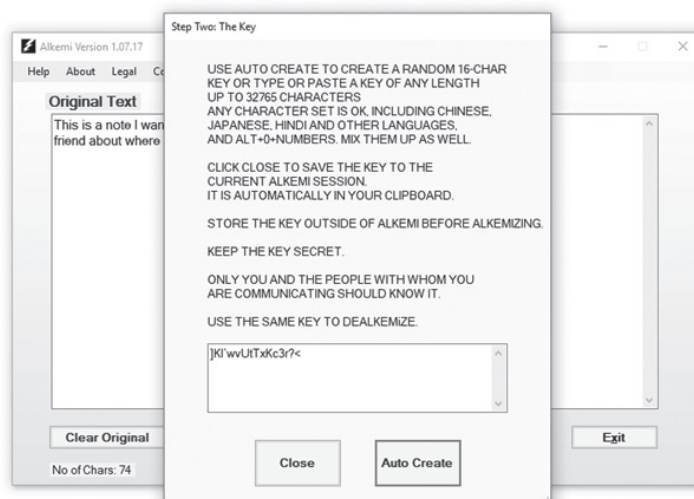 Step Two: The Key
Alkemi Version 1.07.17
Help About Legal
Original Text
This is a note I
friend about where
USE AUTO CREATE TO CREATE A RANDOM 16-CHAR
KEY OR TYPE OR PASTE A KEY OF ANY LENGTH
UP TO 32765 CHARACTERS
ANY CHARACTER SET IS OK, INCLUDING CHINESE,
JAPANESE, HINDI AND OTHER LANGUAGES,
AND ALT+0+NUMBERS. MIX THEM UP AS WELL.
CLICK CLOSE TO SAVE THE KEY TO THE
CURRENT ALKEMI SESSION.
IT IS AUTOMATICALLY IN YOUR CLIPBOARD.
STORE THE KEY OUTSIDE OF ALKEMI BEFORE ALKEMIZING.
KEEP THE KEY SECRET.
ONLY YOU AND THE PEOPLE WITH WHOM YOU
ARE COMMUNICATING SHOULD KNOW IT.
USE THE SAME KEY TO DEALKEMiZE.
]Kl`wvUtTxKc3r?<
Clear Original
Close
Auto Create
Exit
No of Chars: 74